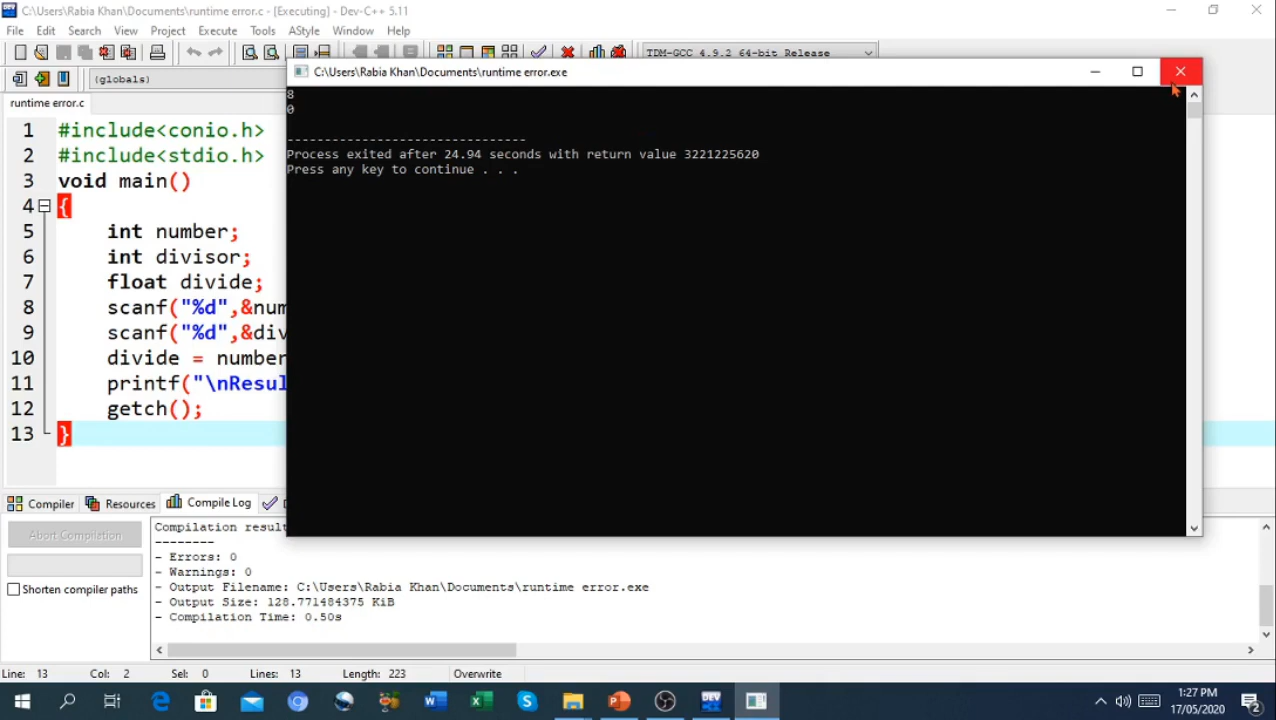 C:\Users\Rabia Khan\Documents\runtime error.c - [Executing] - Dev-C++ 5.11
File Edit Search View Project Execute Tools AStyle Window Help
TDM-GCC 4.9.2 64-bit Release
(globals)
runtime error.c
C:\Users\Rabia Khan\Documents\runtime error.exe
8
0
--------------------------------
Process exited after 24.94 seconds with return value 3221225620
Press any key to continue . . .
1 #include<conio.h>
2 #include<stdio.h>
3 void main()
4 {
5 int number;
6 int divisor;
7 float divide;
8 scanf("%d",&num
9 scanf("%d",&div
10 divide = number
11 printf("\nResul
12 getch();
13 }
Compiler Resources Compile Log
Abort Compilation
Shorten compiler paths
Compilation result
--------
- Errors: 0
- Warnings: 0
- Output Filename: C:\Users\Rabia Khan\Documents\runtime error.exe
- Output Size: 128.771484375 KiB
- Compilation Time: 0.50s
Line: 13 Col: 2 Sel: 0 Lines: 13 Length: 223 Overwrite
1:27 PM
17/05/2020